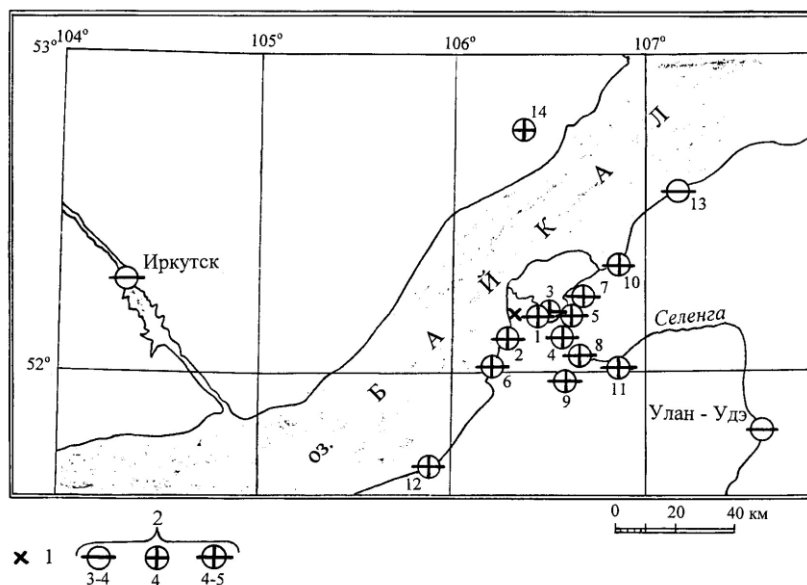 104° 105° 106° 107°
53°
14
Л
А
13
К
Иркутск
10
Й
7
3
1
5
Селенга
А
2
4
8
52°
6
11
9
Б
Улан - Удэ
оз.
12
0 20 40 км
2
1
3-4 4 4-5